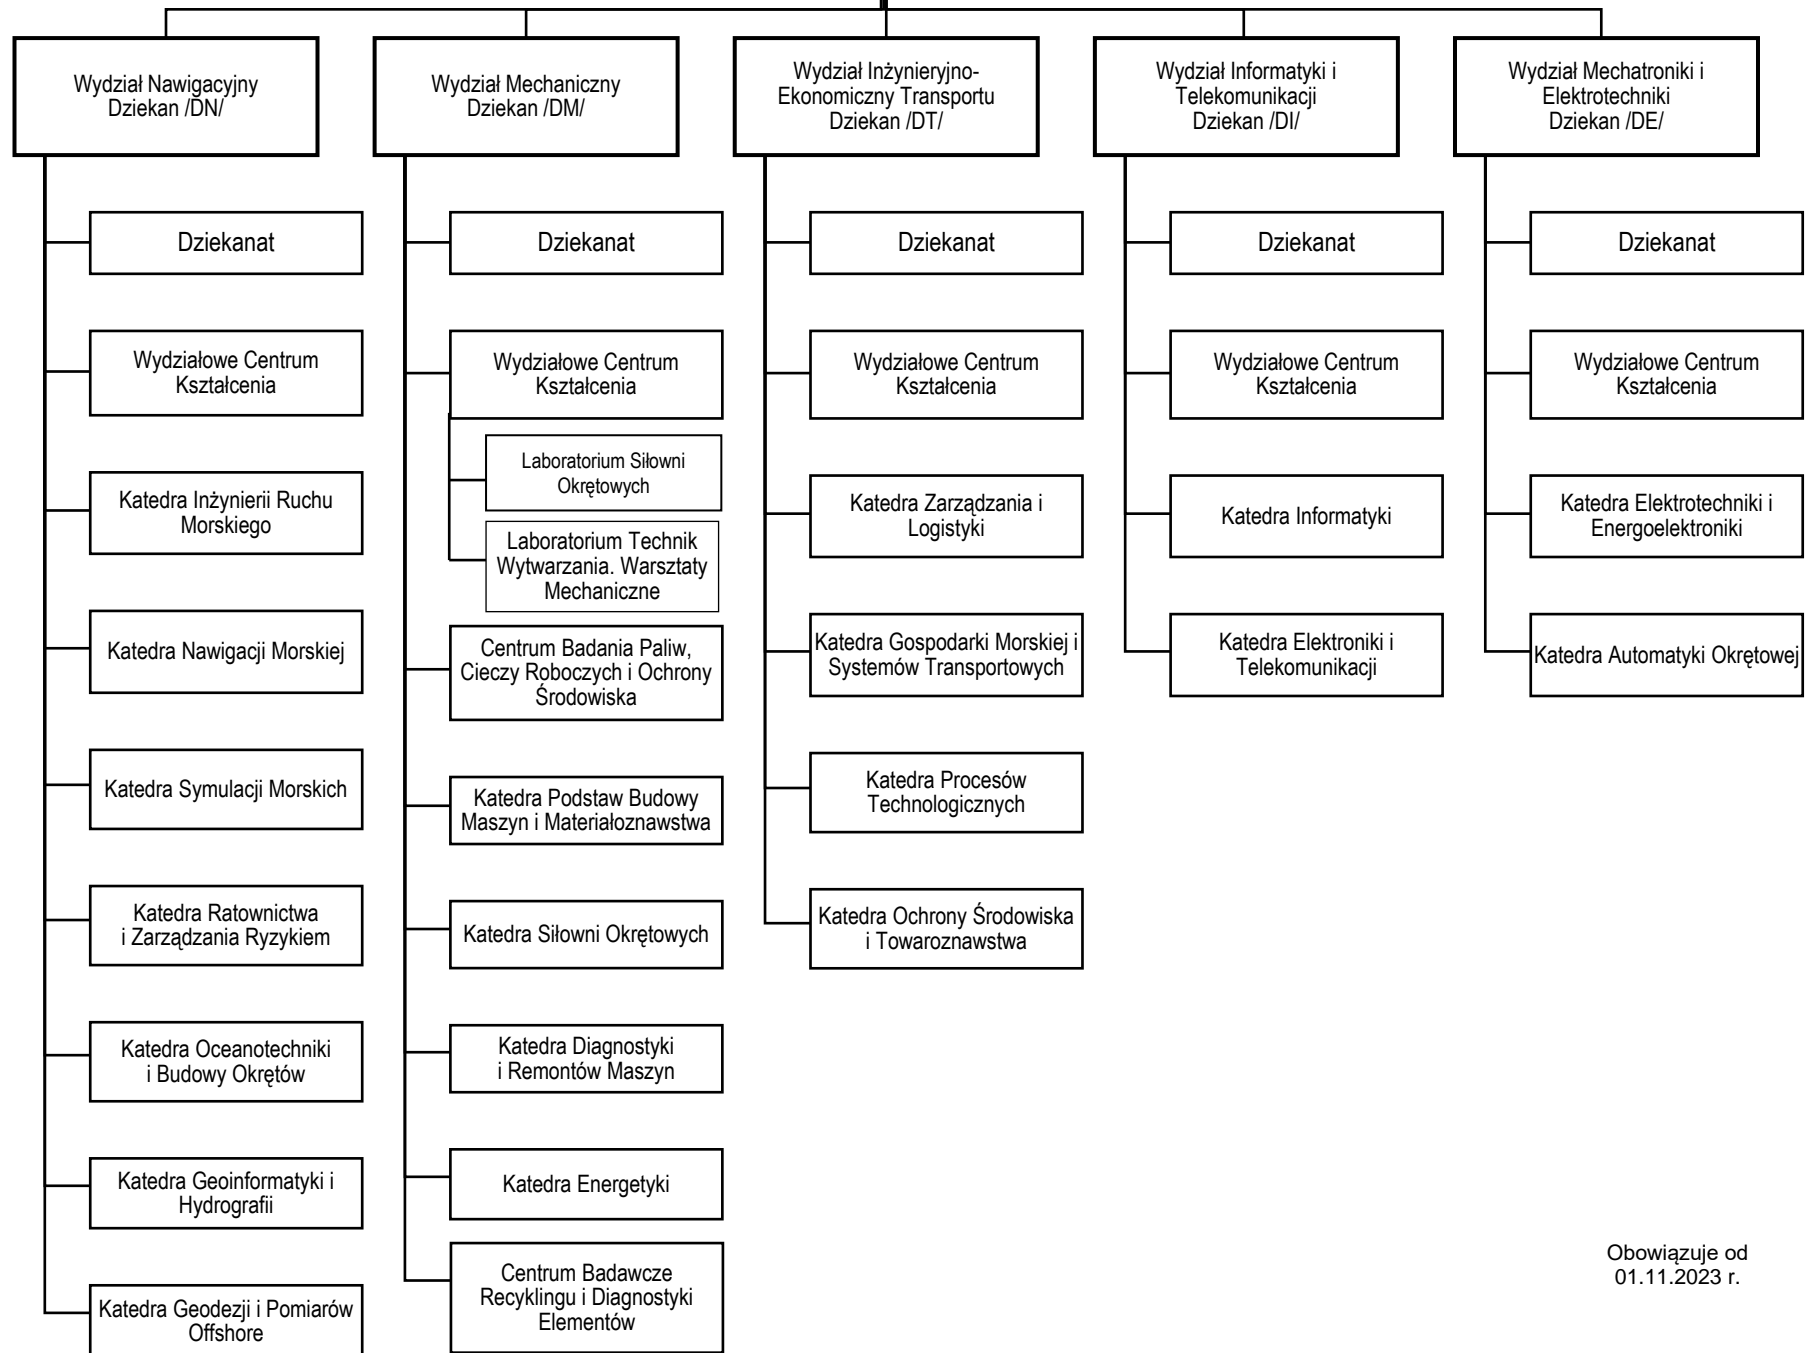 Wydział Nawigacyjny
Dziekan /DN/
Wydział Mechaniczny
Dziekan /DM/
Wydział Inżynieryjno-
Ekonomiczny Transportu
Dziekan /DT/
Wydział Informatyki i
Telekomunikacji
Dziekan /DI/
Wydział Mechatroniki i
Elektrotechniki
Dziekan /DE/
Dziekanat
Wydziałowe Centrum
Kształcenia
Katedra Inżynierii Ruchu
Morskiego
Katedra Nawigacji Morskiej
Katedra Symulacji Morskich
Katedra Ratownictwa
i Zarządzania Ryzykiem
Katedra Oceanotechniki
i Budowy Okrętów
Katedra Geoinformatyki i
Hydrografii
Katedra Geodezji i Pomiarów
Offshore
Dziekanat
Wydziałowe Centrum
Kształcenia
Laboratorium Siłowni
Okrętowych
Laboratorium Technik
Wytwarzania. Warsztaty
Mechaniczne
Centrum Badania Paliw,
Cieczy Roboczych i Ochrony
Środowiska
Katedra Podstaw Budowy
Maszyn i Materiałoznawstwa
Katedra Siłowni Okrętowych
Katedra Diagnostyki
i Remontów Maszyn
Katedra Energetyki
Centrum Badawcze
Recyklingu i Diagnostyki
Elementów
Dziekanat
Wydziałowe Centrum
Kształcenia
Katedra Zarządzania i
Logistyki
Katedra Gospodarki Morskiej i
Systemów Transportowych
Katedra Procesów
Technologicznych
Katedra Ochrony Środowiska
i Towaroznawstwa
Dziekanat
Wydziałowe Centrum
Kształcenia
Katedra Informatyki
Katedra Elektroniki i
Telekomunikacji
Dziekanat
Wydziałowe Centrum
Kształcenia
Katedra Elektrotechniki i
Energoelektroniki
Katedra Automatyki Okrętowej
Obowiązuje od
01.11.2023 r.